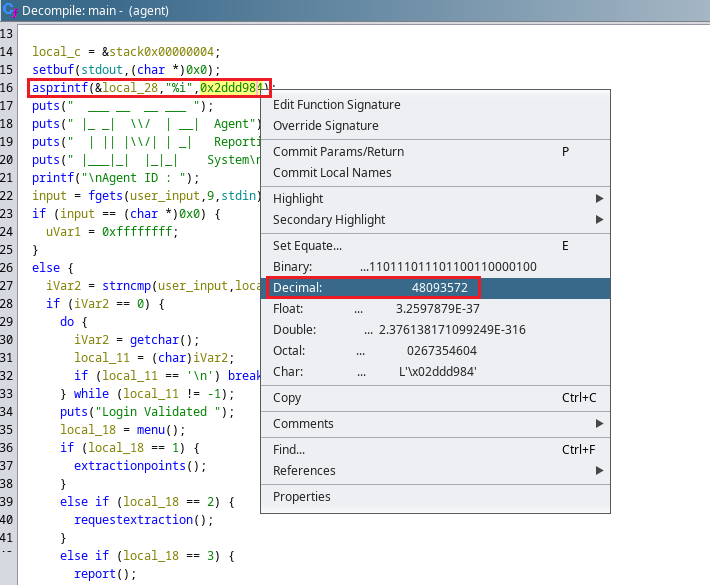 Decompile: main - (agent)
13
14 local_c = &stack0x00000004;
15 setbuf(stdout,(char *)0x0);
16 asprintf(&local_28,"%i",0x2ddd984);
17 puts(" ___ __ __ ___ ");
18 puts(" |_ _| \\/ | __| Agent")
19 puts(" | || |\\/| | _| Reporti
20 puts(" |___|_| |_|_| System\n
21 printf("\nAgent ID : ");
22 input = fgets(user_input,9,stdin)
23 if (input == (char *)0x0) {
24 uVar1 = 0xffffffff;
25 }
26 else {
27 iVar2 = strncmp(user_input,loca
28 if (iVar2 == 0) {
29 do {
30 iVar2 = getchar();
31 local_11 = (char)iVar2;
32 if (local_11 == '\n') break
33 } while (local_11 != -1);
34 puts("Login Validated ");
35 local_18 = menu();
36 if (local_18 == 1) {
37 extractionpoints();
38 }
39 else if (local_18 == 2) {
40 requestextraction();
41 }
else if (local_18 == 3) {
report();
Edit Function Signature
Override Signature
Commit Params/Return P
Commit Local Names
Highlight
Secondary Highlight
Set Equate... E
Binary: ...110111011101100110000100
Decimal: 48093572
Float: ... 3.2597879E-37
Double: ... 2.376138171099249E-316
Octal: ... 0267354604
Char: ... L'\x02ddd984'
Copy Ctrl+C
Comments
Find... Ctrl+F
References
Properties